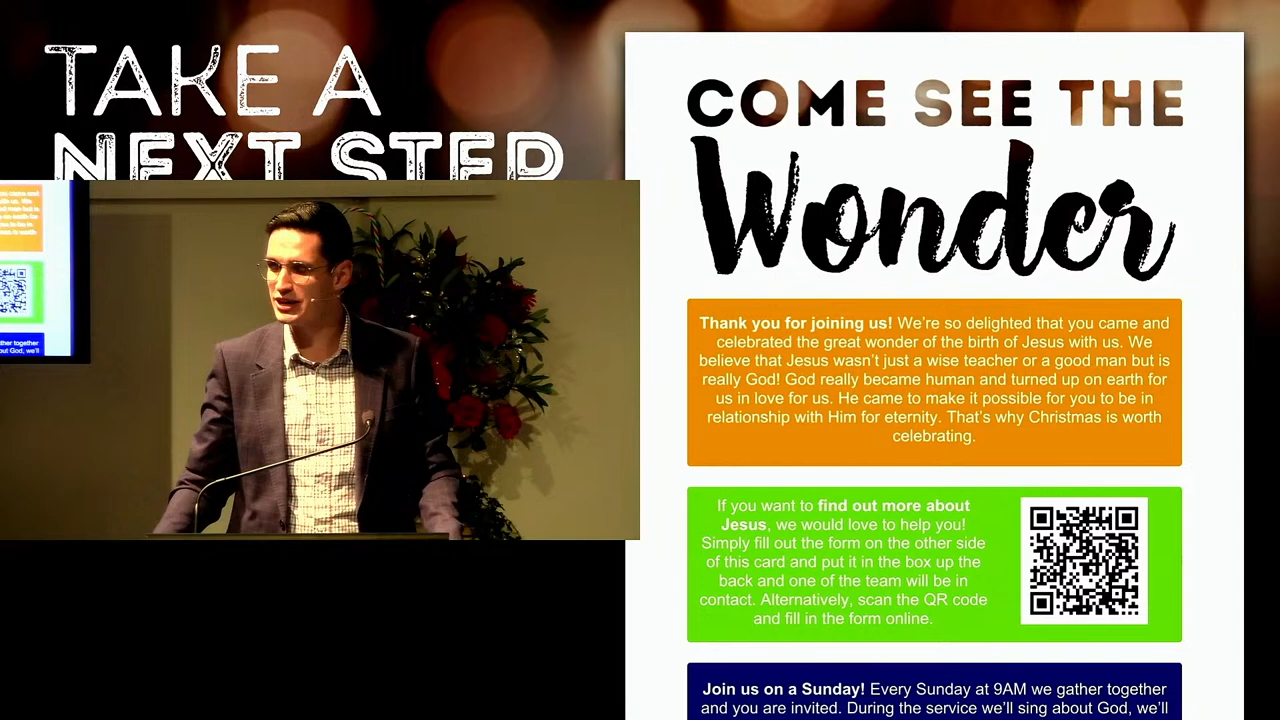 TAKE A
NEXT STEP
COME SEE THE
Wonder
Thank you for joining us! We're so delighted that you came and
celebrated the great wonder of the birth of Jesus with us. We
believe that Jesus wasn't just a wise teacher or a good man but is
really God! God really became human and turned up on earth for
us in love for us. He came to make it possible for you to be in
relationship with Him for eternity. That's why Christmas is worth
celebrating.
If you want to find out more about
Jesus, we would love to help you!
Simply fill out the form on the other side
of this card and put it in the box up the
back and one of the team will be in
contact. Alternatively, scan the QR code
and fill in the form online.
Join us on a Sunday! Every Sunday at 9AM we gather together
and you are invited. During the service we'll sing about God, we'll